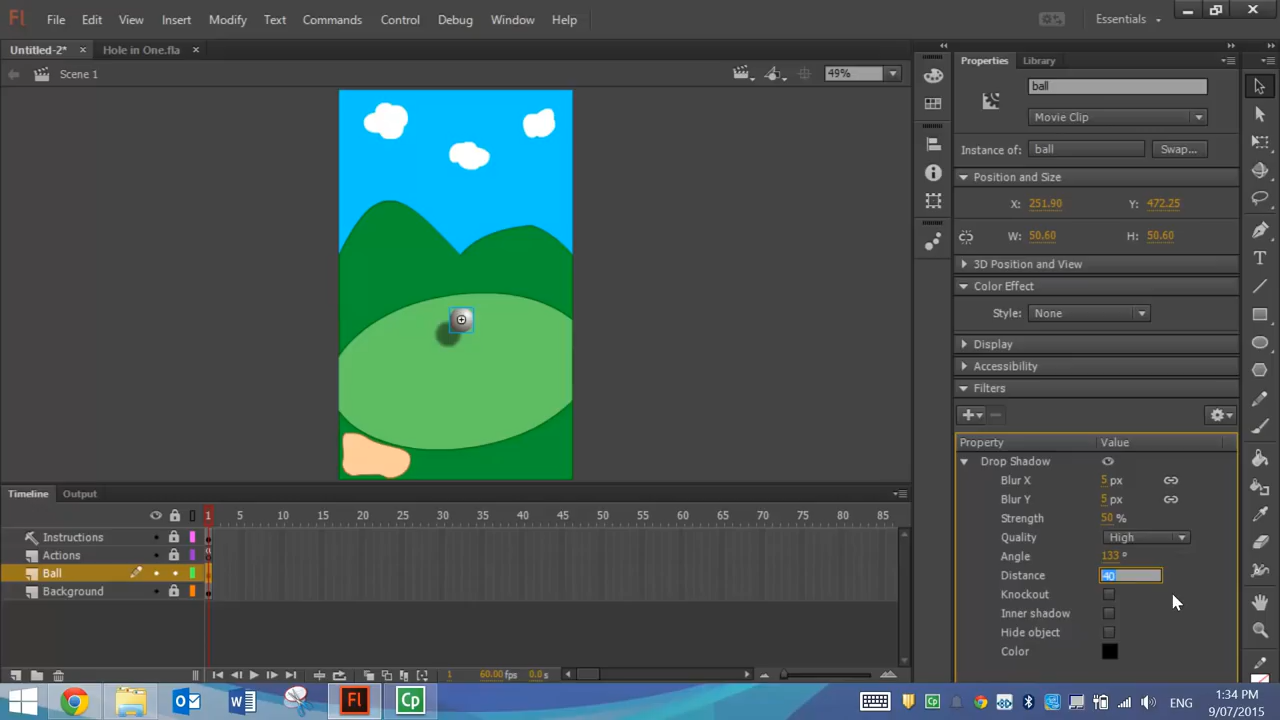 Fl File Edit View Insert Modify Text Commands Control Debug Window Help Essentials
Untitled-2* × Hole in One.fla ×
Scene 1 49%
Properties Library
ball
Movie Clip
Instance of: ball Swap...
Position and Size
X: 251.90 Y: 472.25
W: 50.60 H: 50.60
3D Position and View
Color Effect
Style: None
Display
Accessibility
Filters
Property Value
Drop Shadow
Blur X 5 px
Blur Y 5 px
Strength 50 %
Quality High
Angle 133 °
Distance 40
Knockout
Inner shadow
Hide object
Color
Timeline Output
1 5 10 15 20 25 30 35 40 45 50 55 60 65 70 75 80 85
Instructions
Actions
Ball
Background
1 60.00 fps 0.0 s
Fl Cp
ENG
1:34 PM
9/07/2015